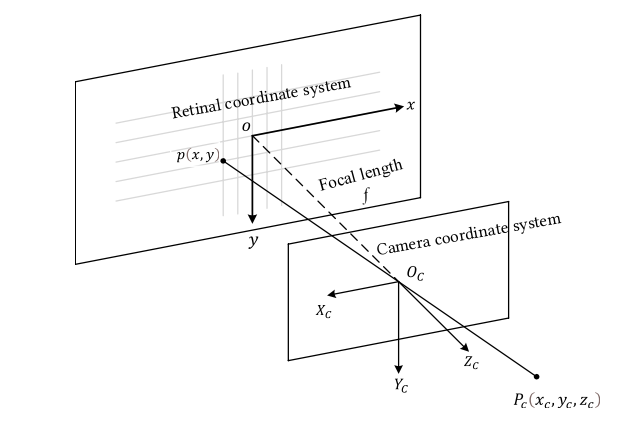 Retinal coordinate system
x
o
p(x, y)
Focal length
f
y
Camera coordinate system
O_C
X_C
Z_C
Y_C
P_C(x_C, y_C, z_C)